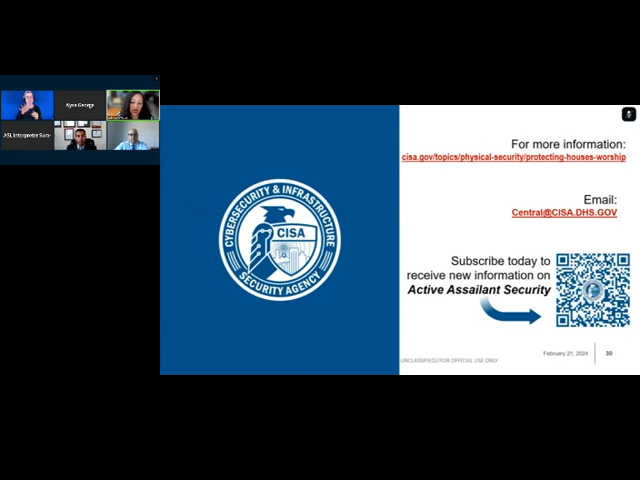 Kyra George
ASL Interpreter Sura-
CYBERSECURITY & INFRASTRUCTURE
CISA
SECURITY AGENCY
For more information:
cisa.gov/topics/physical-security/protecting-houses-worship
Email:
Central@CISA.DHS.GOV
Subscribe today to
receive new information on
Active Assailant Security
February 21, 2024
30
UNCLASSIFIED//FOR OFFICIAL USE ONLY